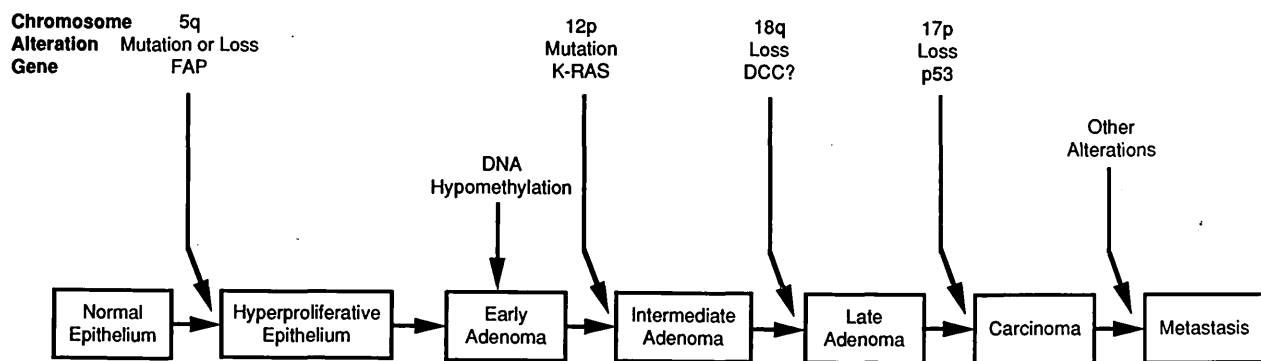 Chromosome 5q
Alteration Mutation or Loss
Gene FAP
12p
Mutation
K-RAS
18q
Loss
DCC?
17p
Loss
p53
Other
Alterations
DNA
Hypomethylation
Normal
Epithelium
Hyperproliferative
Epithelium
Early
Adenoma
Intermediate
Adenoma
Late
Adenoma
Carcinoma
Metastasis